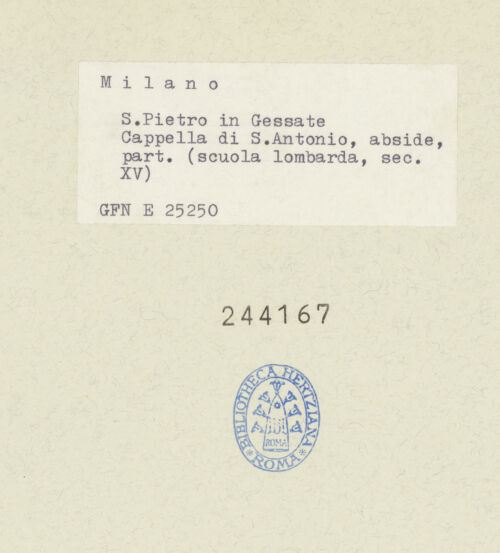 M i l a n o
S.Pietro in Gessate
Cappella di S.Antonio, abside,
part. (scuola lombarda, sec.
XV)
GFN E 25250
244167
BIBLIOTHECA HERTZIANA
ROMA
* ROMA *